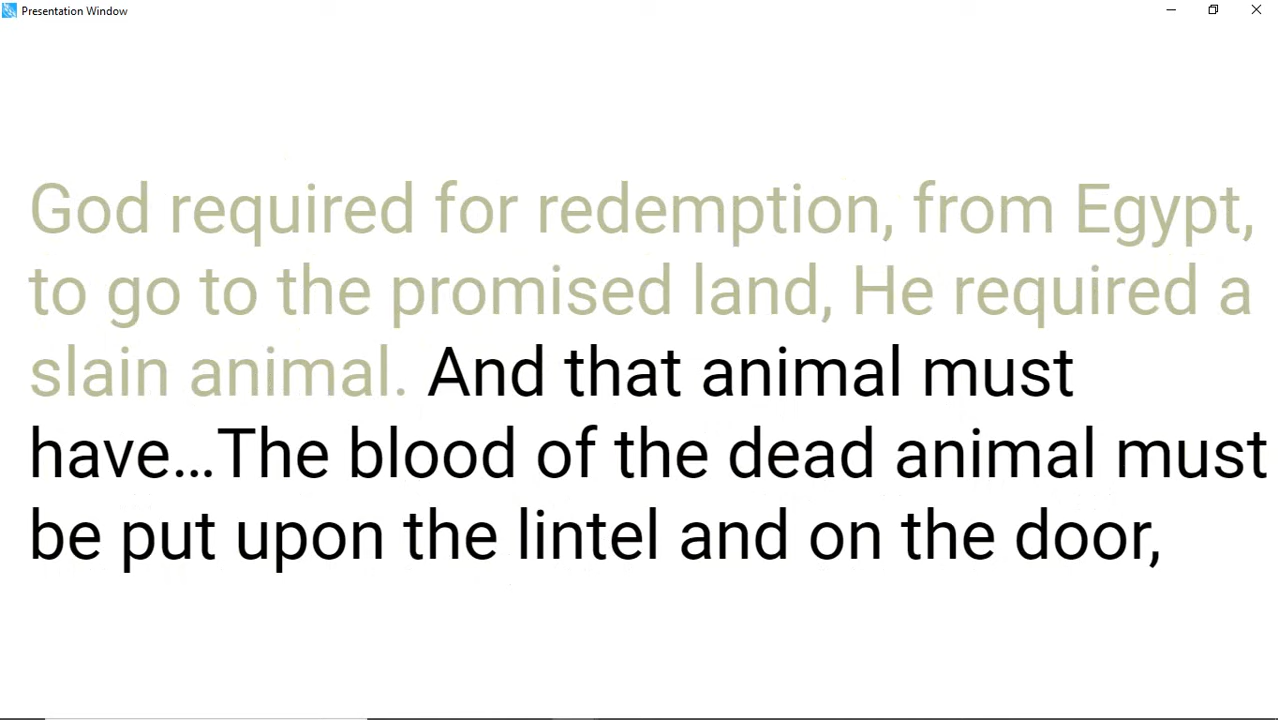 Presentation Window
God required for redemption, from Egypt,
to go to the promised land, He required a
slain animal. And that animal must
have…The blood of the dead animal must
be put upon the lintel and on the door,